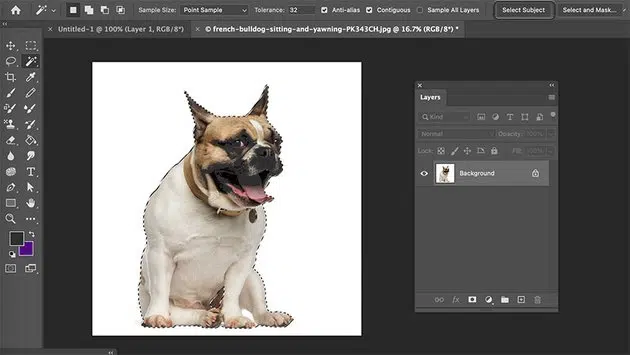 Sample Size: Point Sample Tolerance: 32 Anti-alias Contiguous Sample All Layers Select Subject Select and Mask...
Untitled-1 @ 100% (Layer 1, RGB/8*) × © french-bulldog-sitting-and-yawning-PK343CH.jpg @ 16.7% (RGB/8*) *
Layers
Kind
Normal Opacity: 100%
Lock: Fill: 100%
Background
fx